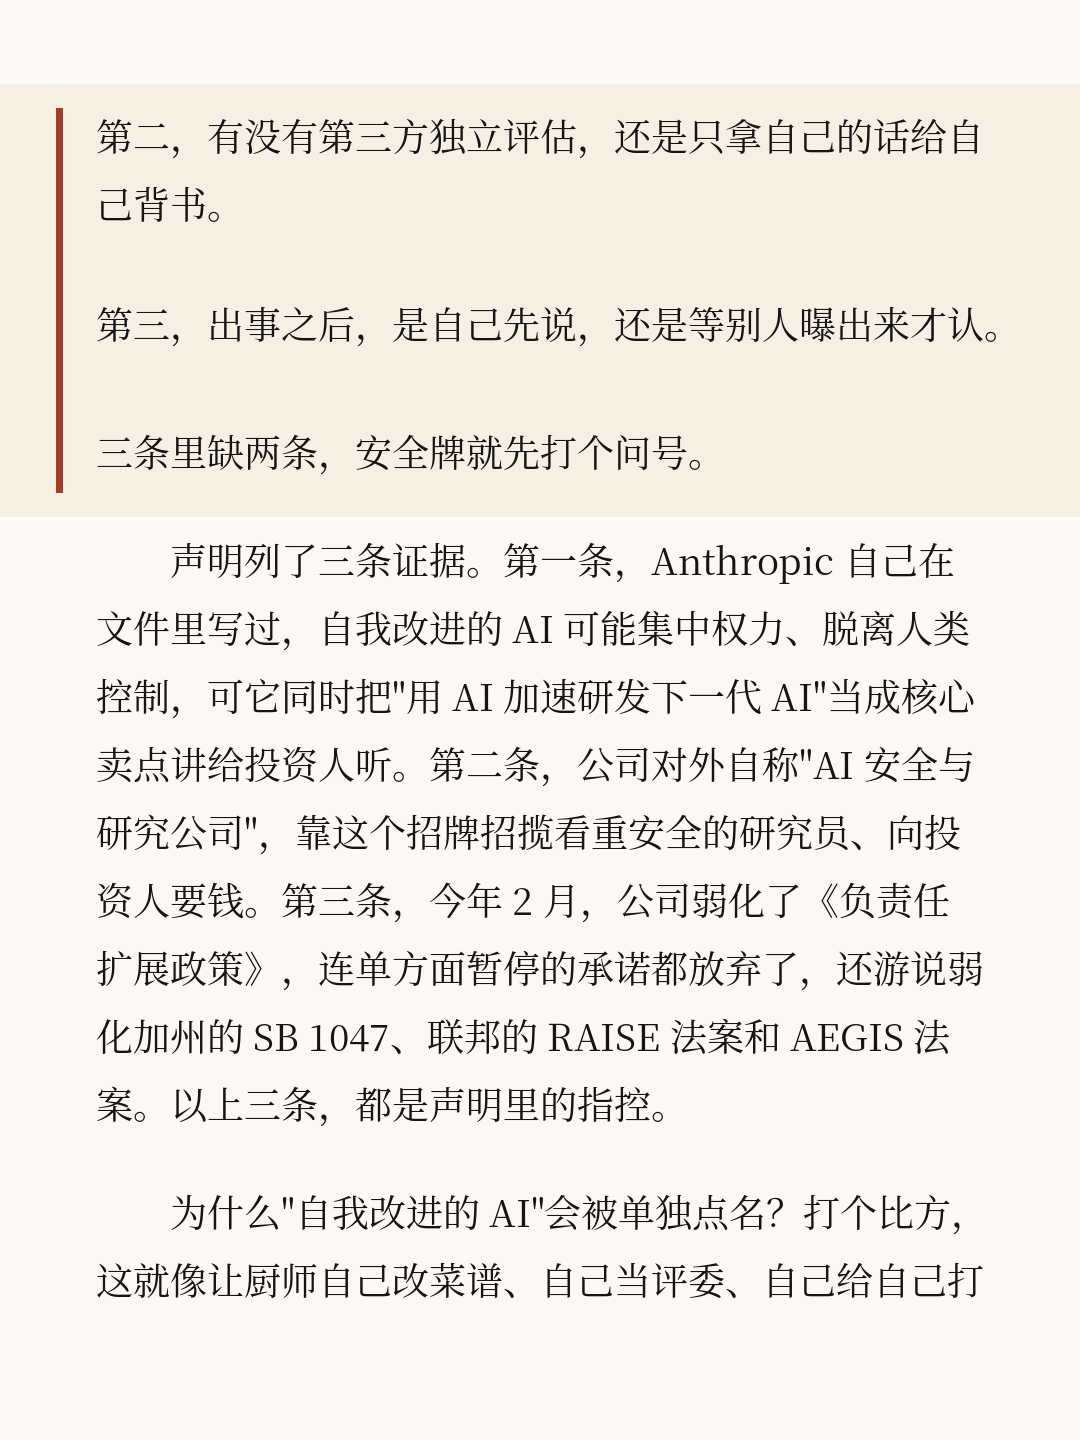 第二，有没有第三方独立评估，还是只拿自己的话给自
己背书。
第三，出事之后，是自己先说，还是等别人曝出来才认。
三条里缺两条，安全牌就先打个问号。
声明列了三条证据。第一条，Anthropic 自己在
文件里写过，自我改进的 AI 可能集中权力、脱离人类
控制，可它同时把"用 AI 加速研发下一代 AI"当成核心
卖点讲给投资人听。第二条，公司对外自称"AI 安全与
研究公司"，靠这个招牌招揽看重安全的研究员、向投
资人要钱。第三条，今年 2 月，公司弱化了《负责任
扩展政策》，连单方面暂停的承诺都放弃了，还游说弱
化加州的 SB 1047、联邦的 RAISE 法案和 AEGIS 法
案。以上三条，都是声明里的指控。
为什么"自我改进的 AI"会被单独点名？打个比方，
这就像让厨师自己改菜谱、自己当评委、自己给自己打